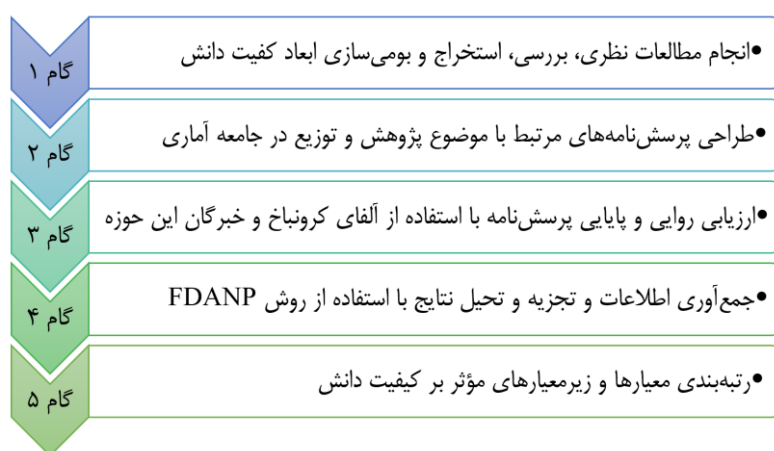 گام ۱
•انجام مطالعات نظری، بررسی، استخراج و بومی‌سازی ابعاد کفیت دانش
گام ۲
•طراحی پرسش‌نامه‌های مرتبط با موضوع پژوهش و توزیع در جامعه آماری
گام ۳
•ارزیابی روایی و پایایی پرسش‌نامه با استفاده از آلفای کرونباخ و خبرگان این حوزه
گام ۴
•جمع‌آوری اطلاعات و تجزیه و تحیل نتایج با استفاده از روش FDANP
گام ۵
•رتبه‌بندی معیارها و زیرمعیارهای مؤثر بر کیفیت دانش